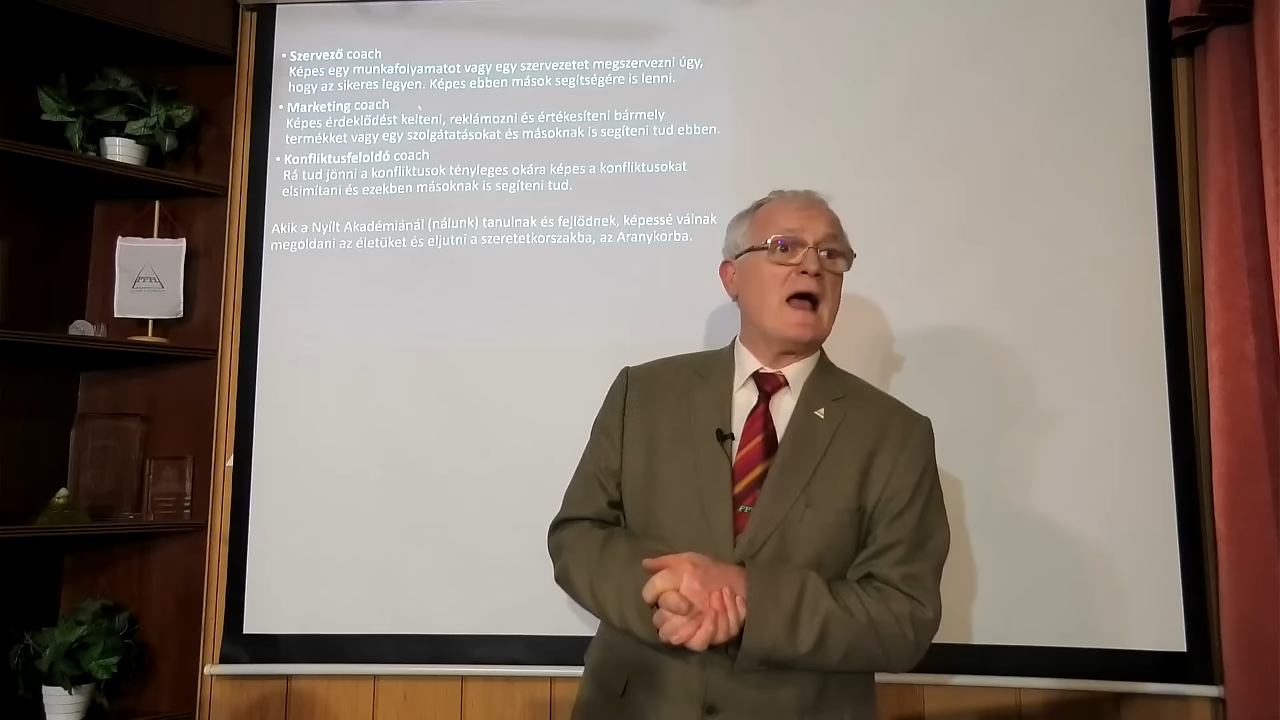 • Szervező coach
Képes egy munkafolyamatot vagy egy szervezetet megszervezni úgy,
hogy az sikeres legyen. Képes ebben mások segítségére is lenni.
• Marketing coach
Képes érdeklődést kelteni, reklámozni és értékesíteni bármely
termékket vagy egy szolgátatásokat és másoknak is segíteni tud ebben.
• Konfliktusfeloldó coach
Rá tud jönni a konfliktusok tényleges okára képes a konfliktusokat
elsimítani és ezekben másoknak is segíteni tud.
Akik a Nyílt Akadémiánál (nálunk) tanulnak és fejlődnek, képessé válnak
megoldani az életüket és eljutni a szeretetkorszakba, az Aranykorba.